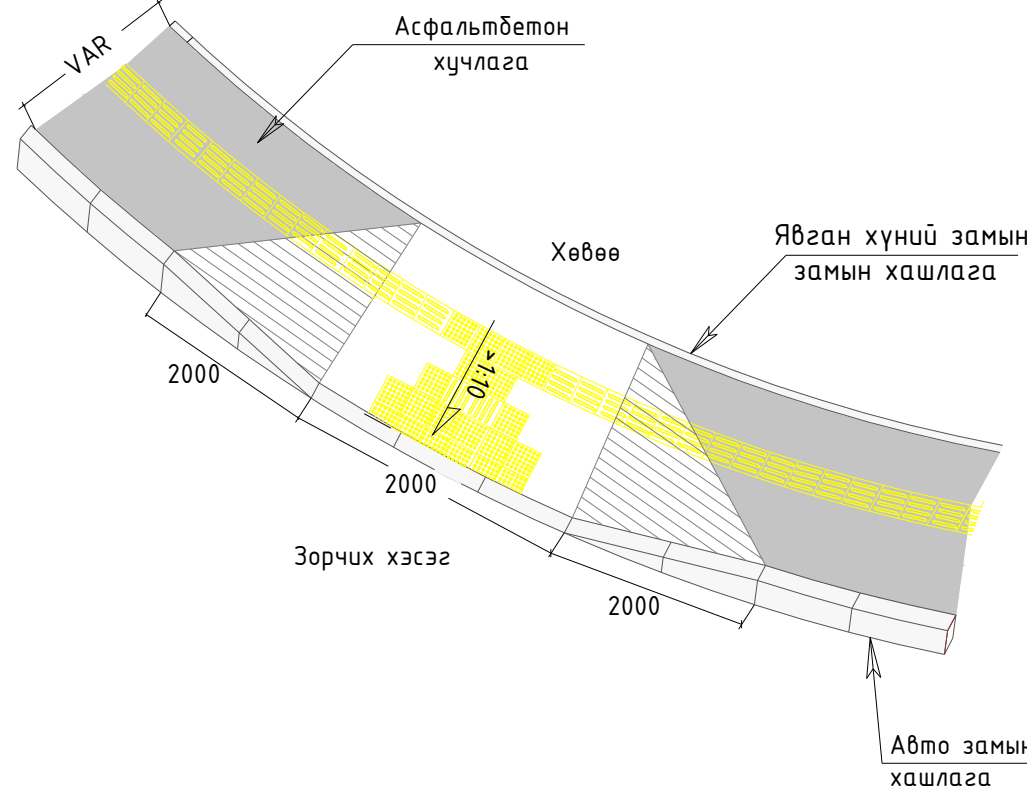 Асфальтбетон
хучлага
VAR
Хөвөө
Явган хүний замын
замын хашлага
>1:10
2000
2000
2000
Зорчих хэсэг
Авто замын
хашлага